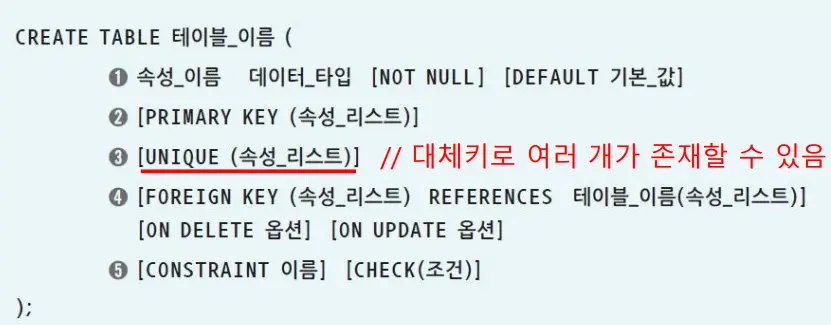 CREATE TABLE 테이블_이름 (
❶ 속성_이름 데이터_타입 [NOT NULL] [DEFAULT 기본_값]
❷ [PRIMARY KEY (속성_리스트)]
❸ [UNIQUE (속성_리스트)] // 대체키로 여러 개가 존재할 수 있음
❹ [FOREIGN KEY (속성_리스트) REFERENCES 테이블_이름(속성_리스트)]
[ON DELETE 옵션] [ON UPDATE 옵션]
❺ [CONSTRAINT 이름] [CHECK(조건)]
);